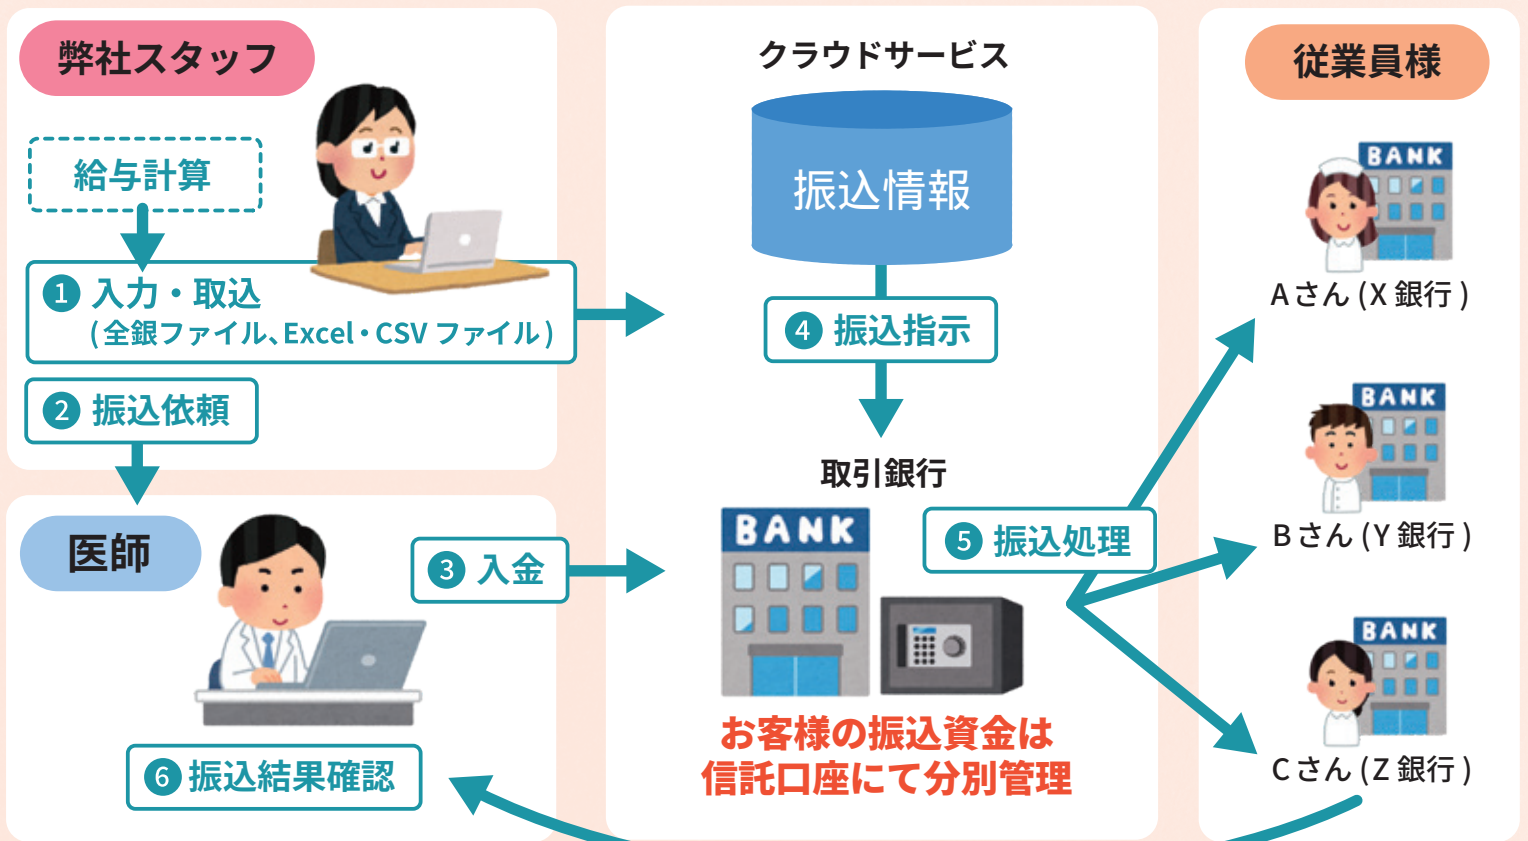 弊社スタッフ
給与計算
❶ 入力・取込
(全銀ファイル、Excel・CSV ファイル)
❷ 振込依頼
医師
❸ 入金
❻ 振込結果確認
クラウドサービス
振込情報
❹ 振込指示
取引銀行
BANK
❺ 振込処理
お客様の振込資金は
信託口座にて分別管理
従業員様
BANK
Aさん (X 銀行)
BANK
Bさん (Y 銀行)
BANK
Cさん (Z 銀行)